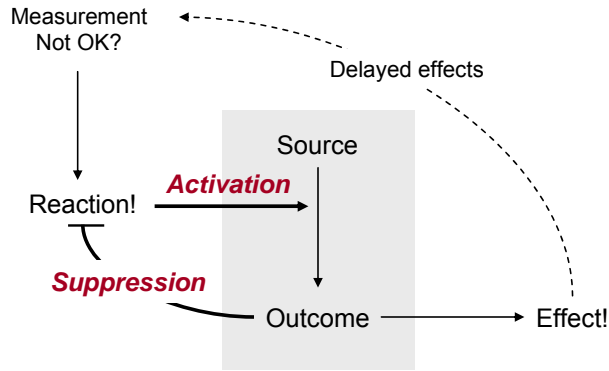 Measurement
Not OK?
Delayed effects
Source
Activation
Reaction!
Suppression
Outcome
Effect!